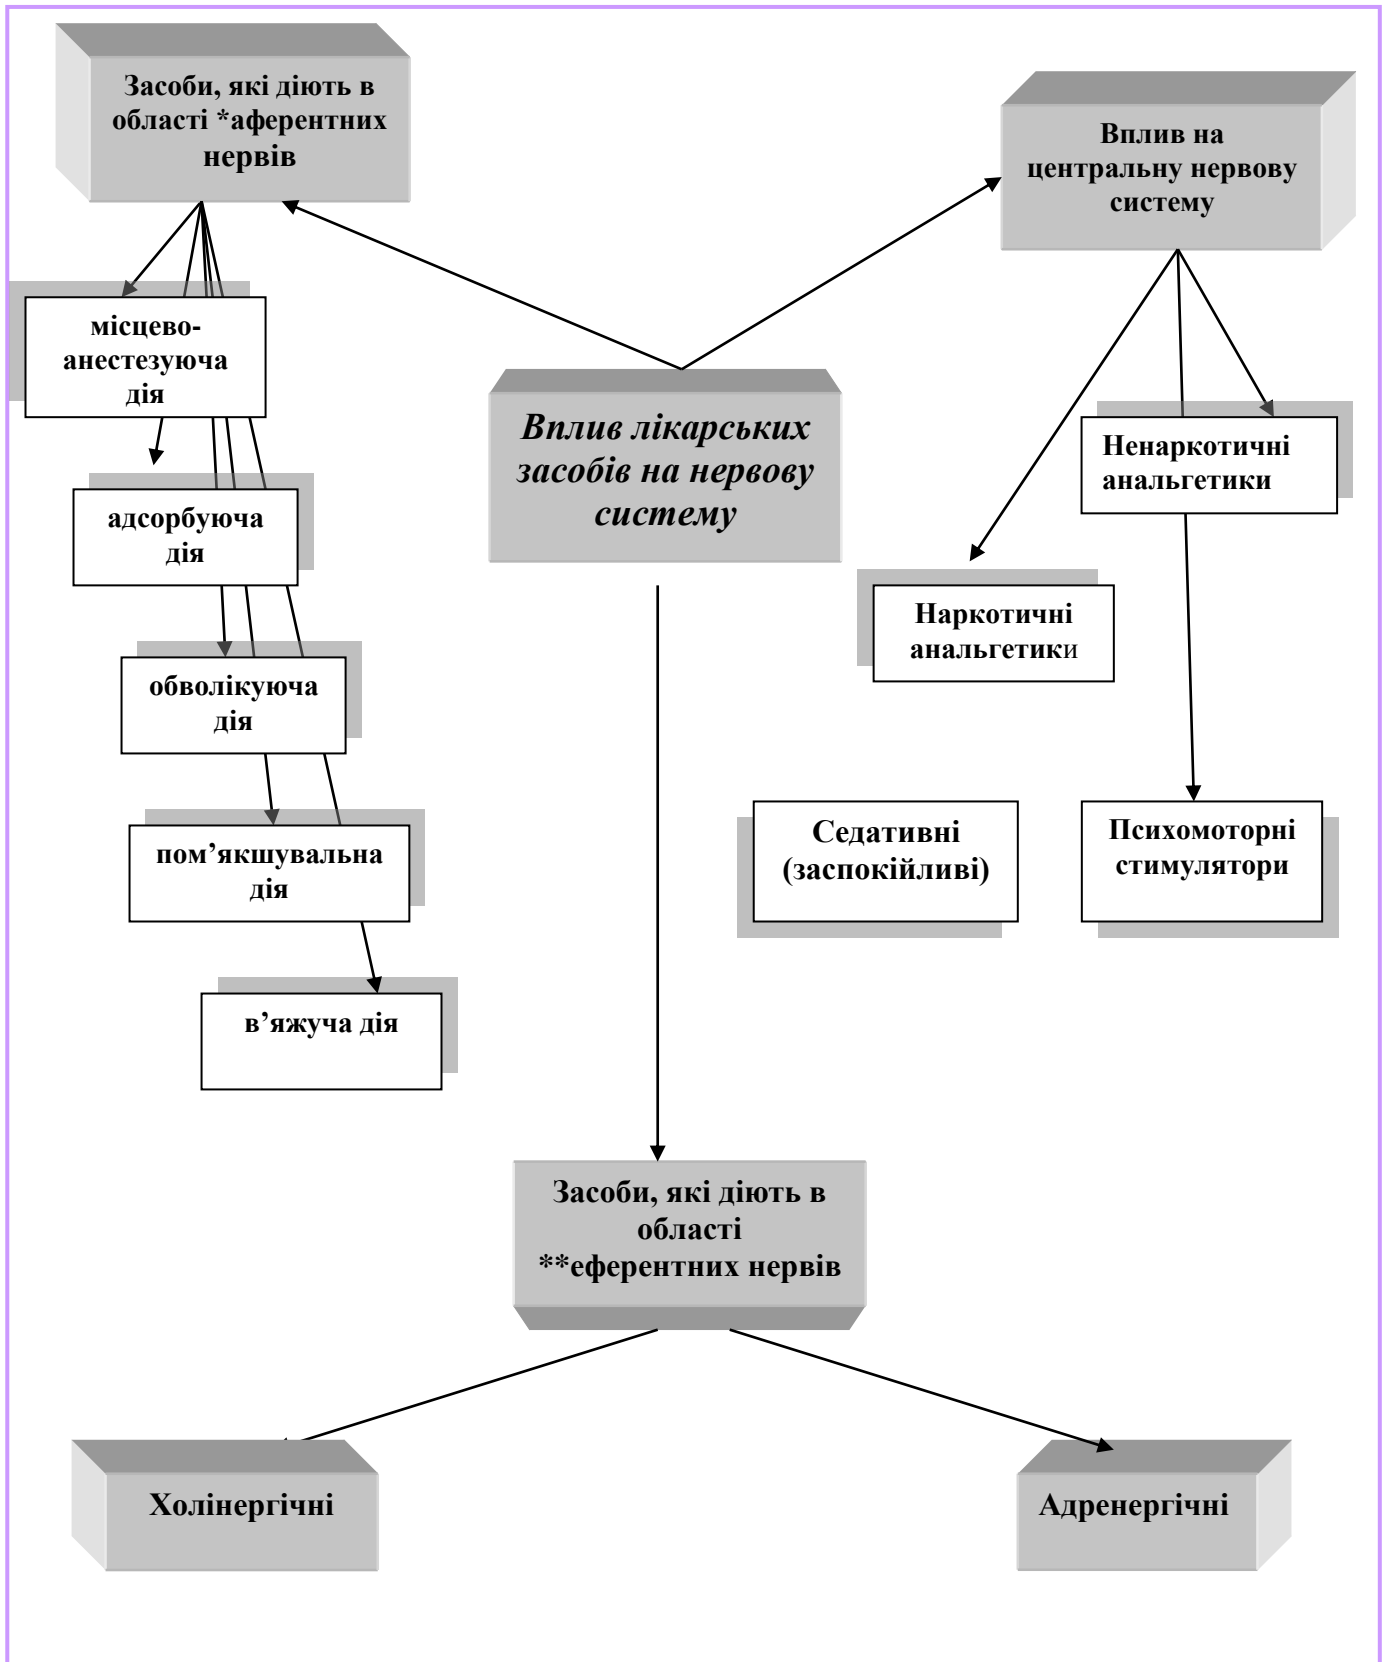 Засоби, які діють в
області *аферентних
нервів
Вплив на
центральну нервову
систему
місцево-
анестезуюча
дія
Вплив лікарських
засобів на нервову
систему
Ненаркотичні
анальгетики
адсорбуюча
дія
Наркотичні
анальгетики
обволікуюча
дія
Седативні
(заспокійливі)
Психомоторні
стимулятори
пом’якшувальна
дія
в’яжуча дія
Засоби, які діють в
області
**еферентних нервів
Холінергічні
Адренергічні